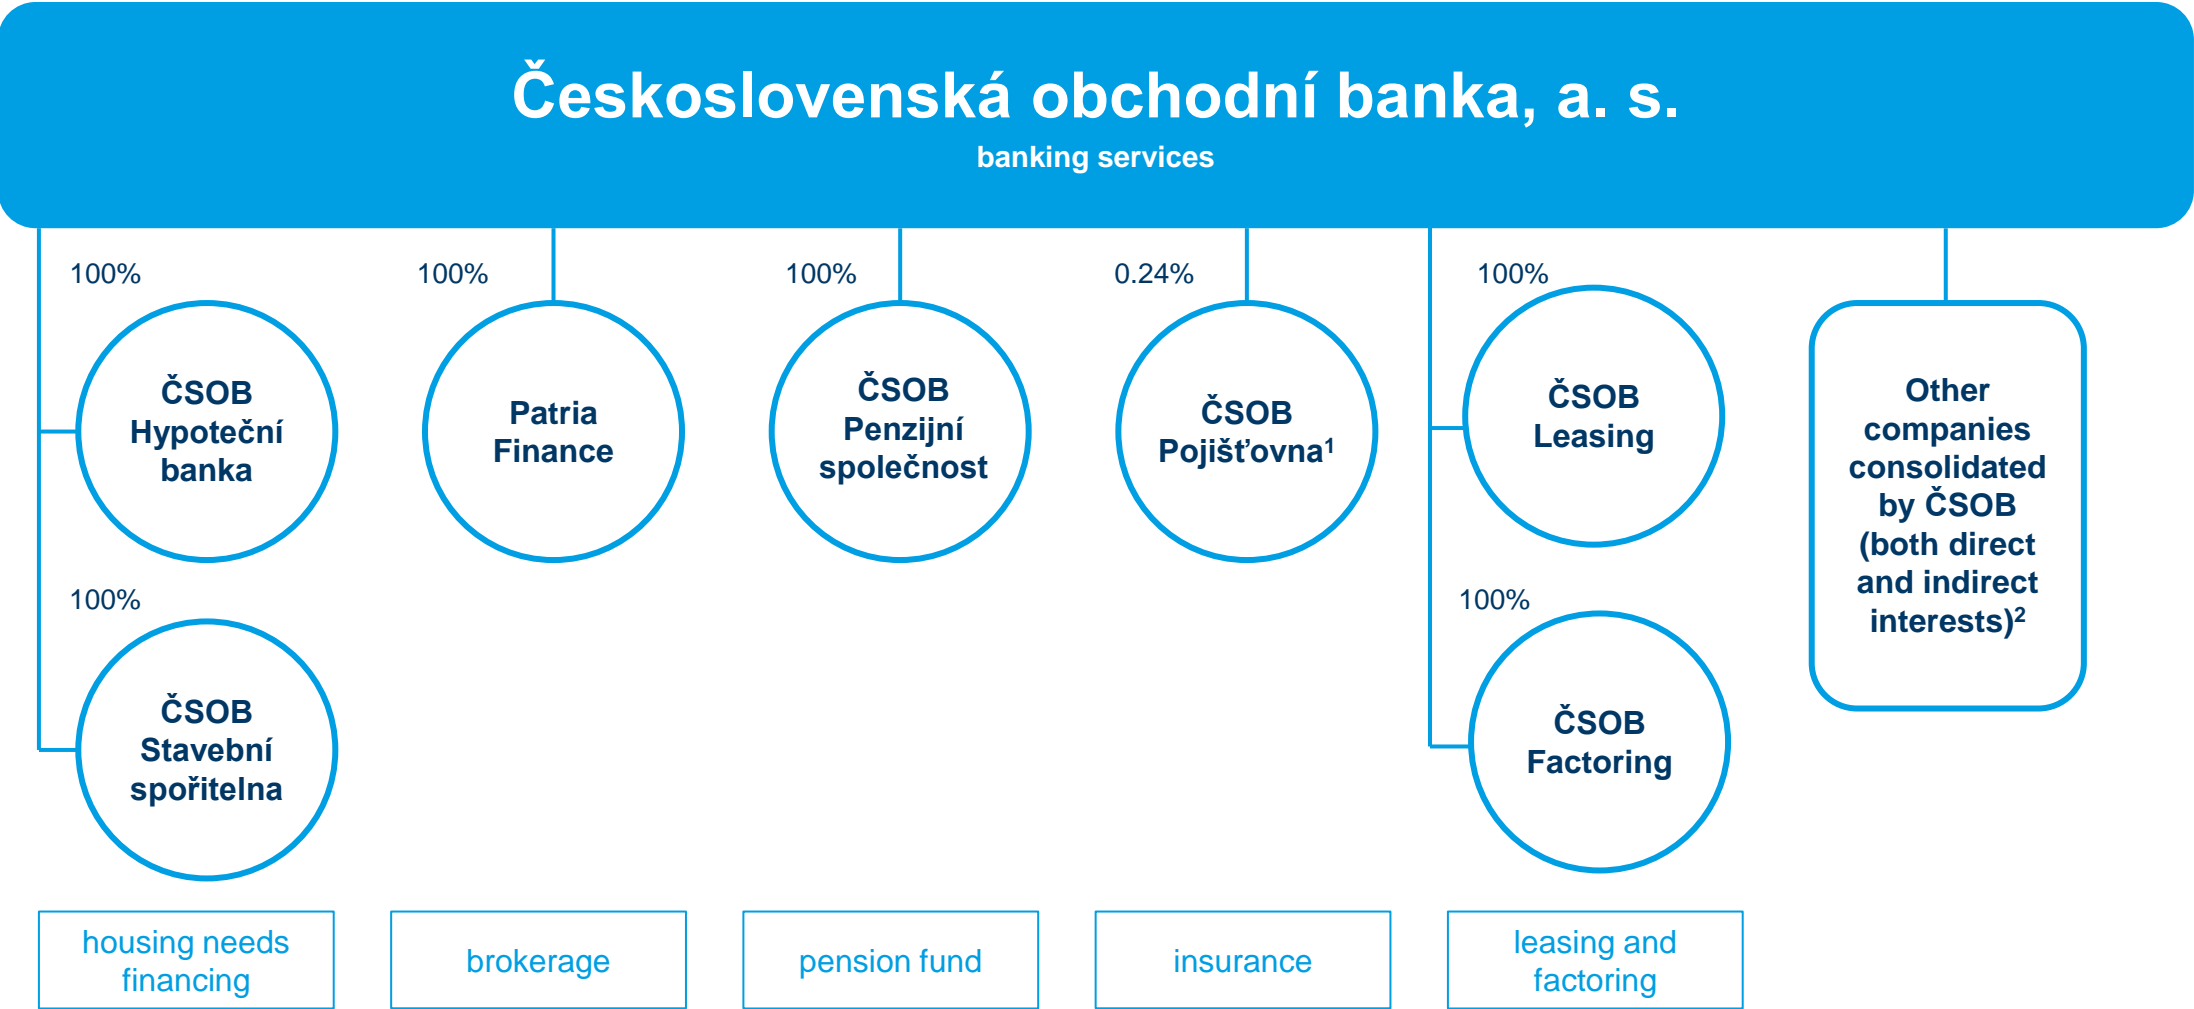 Československá obchodní banka, a. s.
banking services
100%
ČSOB
Hypoteční
banka
100%
ČSOB
Stavební
spořitelna
100%
Patria
Finance
100%
ČSOB
Penzijní
společnost
0.24%
ČSOB
Pojišťovna¹
100%
ČSOB
Leasing
100%
ČSOB
Factoring
Other
companies
consolidated
by ČSOB
(both direct
and indirect
interests)²
housing needs
financing
brokerage
pension fund
insurance
leasing and
factoring